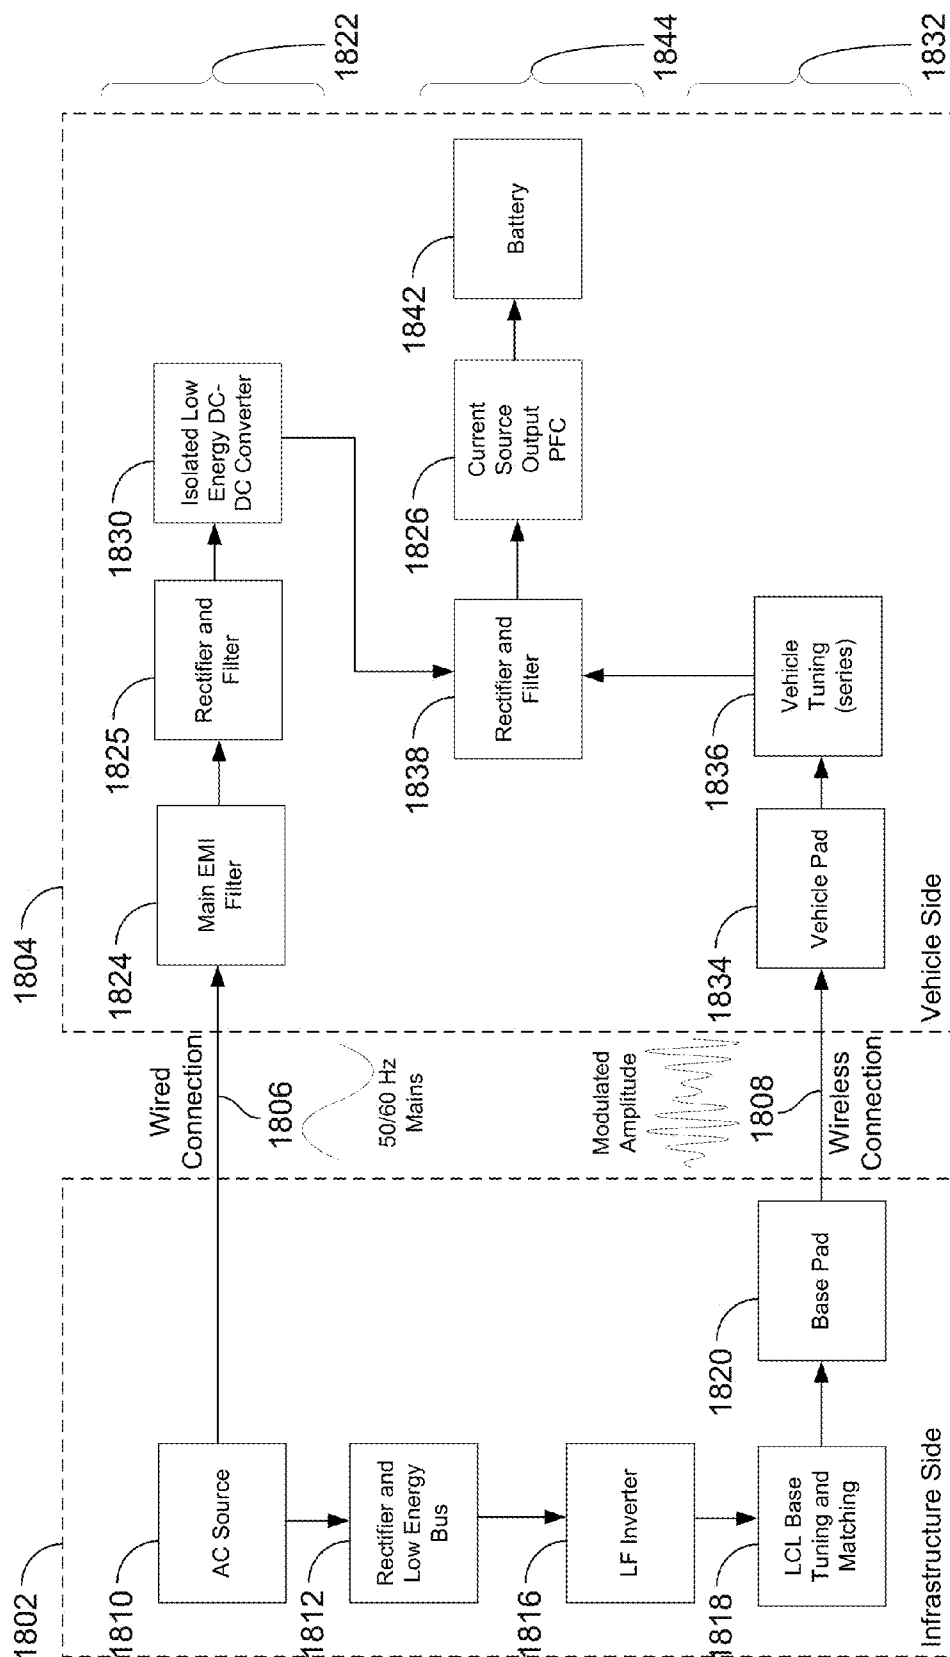 1802
1804
1822
1844
1832
1810
AC Source
1812
Rectifier and
Low Energy
Bus
1816
LF Inverter
1818
LCL Base
Tuning and
Matching
1820
Base Pad
Infrastructure Side
Wired
Connection
1806
50/60 Hz
Mains
Modulated
Amplitude
1808
Wireless
Connection
1824
Main EMI
Filter
1825
Rectifier and
Filter
1830
Isolated Low
Energy DC-
DC Converter
1838
Rectifier and
Filter
1826
Current
Source
Output
PFC
1842
Battery
1834
Vehicle Pad
1836
Vehicle
Tuning
(series)
Vehicle Side